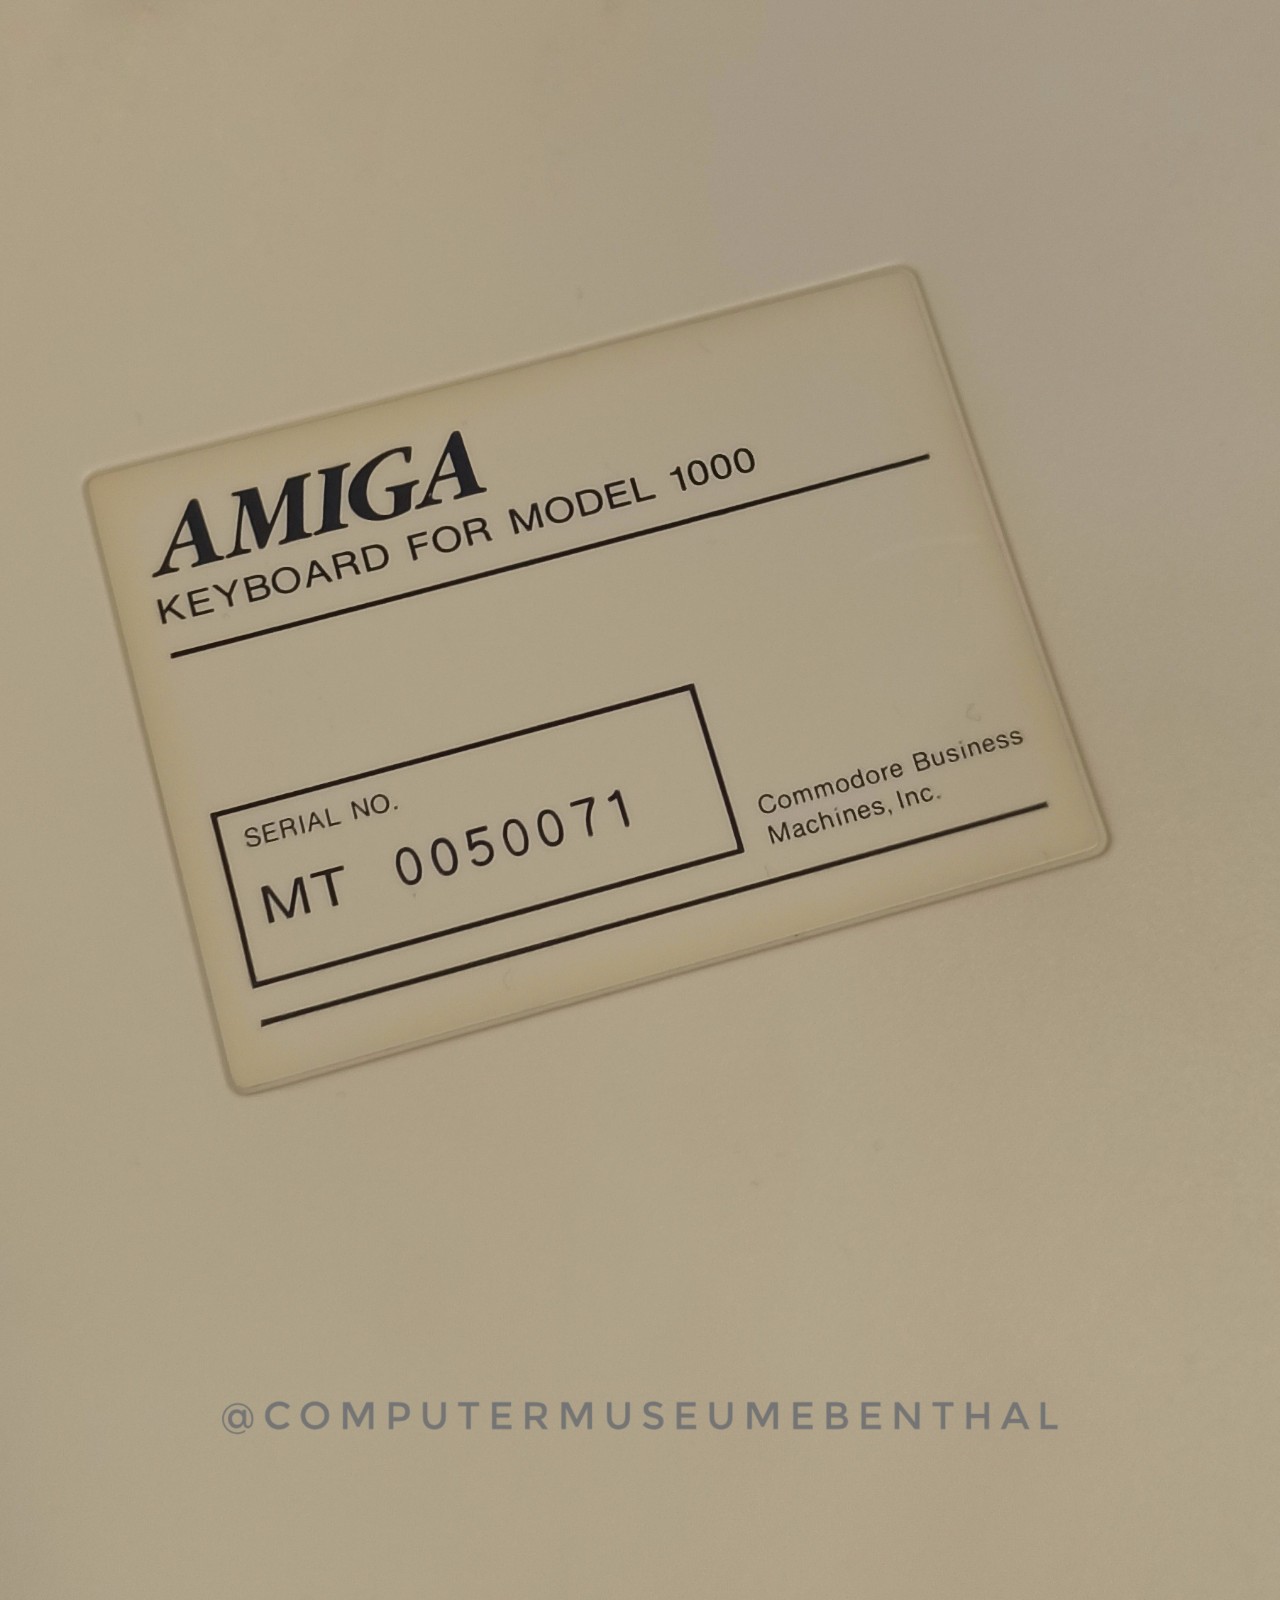 AMIGA
KEYBOARD FOR MODEL 1000
SERIAL NO.
MT 0050071
Commodore Business
Machines, Inc.
@COMPUTERMUSEUMEBENTHAL